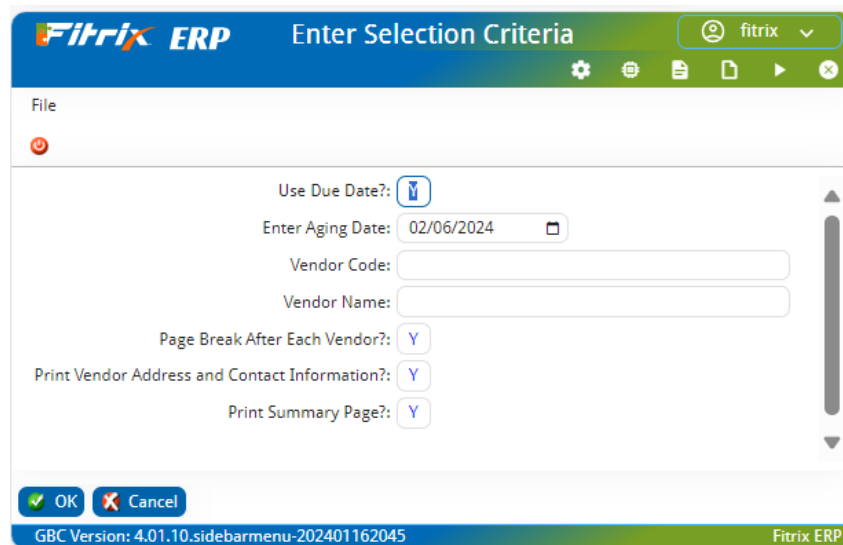 Fitrix ERP Enter Selection Criteria fitrix
File
Use Due Date?: Y
Enter Aging Date: 02/06/2024
Vendor Code:
Vendor Name:
Page Break After Each Vendor?: Y
Print Vendor Address and Contact Information?: Y
Print Summary Page?: Y
OK Cancel
GBC Version: 4.01.10.sidebarmenu-202401162045 Fitrix ERP